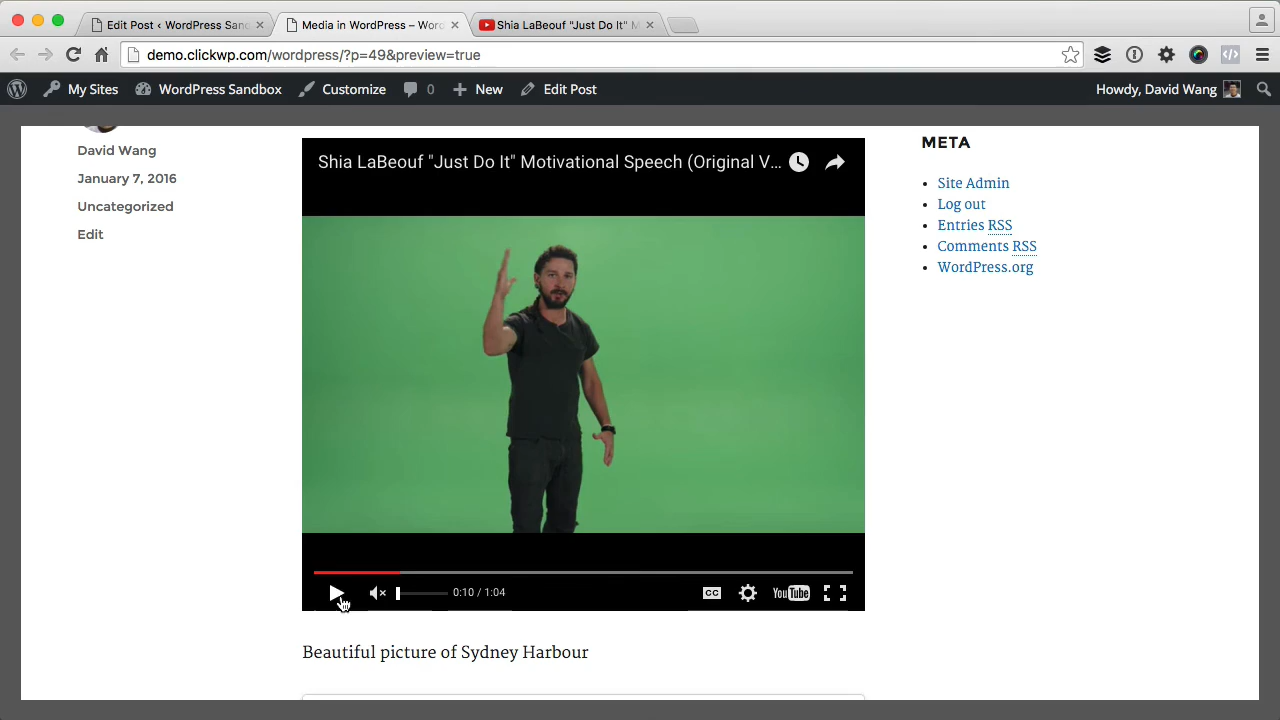 Edit Post ‹ WordPress San
Media in WordPress – Wor
Shia LaBeouf "Just Do It" M
demo.clickwp.com/wordpress/?p=49&preview=true
My Sites
WordPress Sandbox
Customize
0
New
Edit Post
Howdy, David Wang
David Wang
January 7, 2016
Uncategorized
Edit
Shia LaBeouf "Just Do It" Motivational Speech (Original V...
CC
0:10 / 1:04
YouTube
Beautiful picture of Sydney Harbour
META
Site Admin
Log out
Entries RSS
Comments RSS
WordPress.org